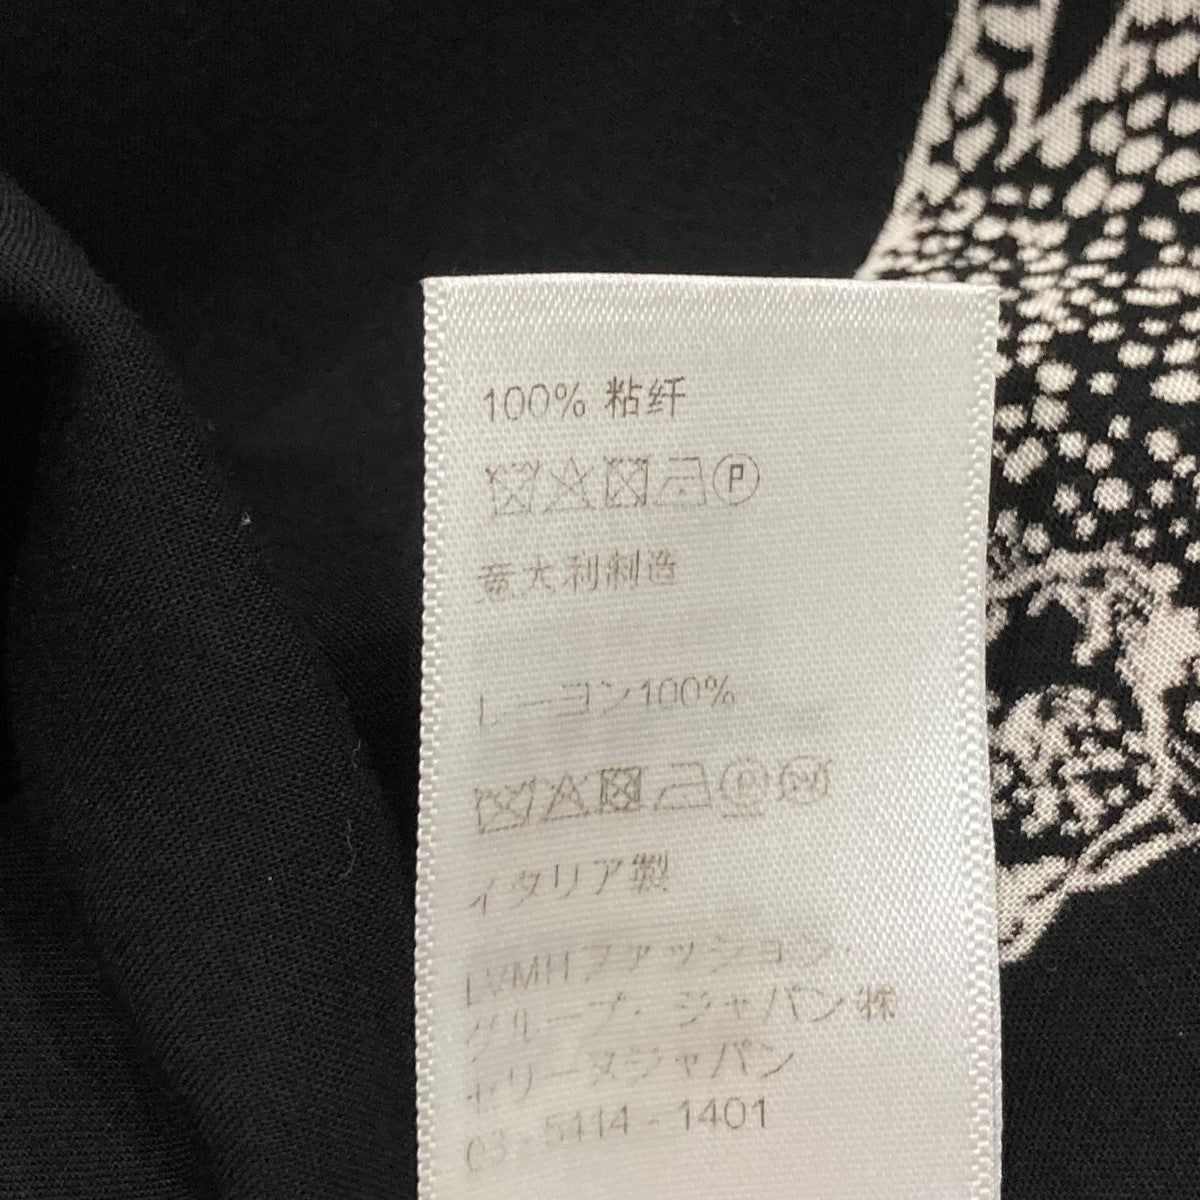 100% 粘纤
P
意大利制造
レーヨン100%
P W
イタリア製
LVMHファッション・
グループ・ジャパン株
セリーヌジャパン
03-5114-1401